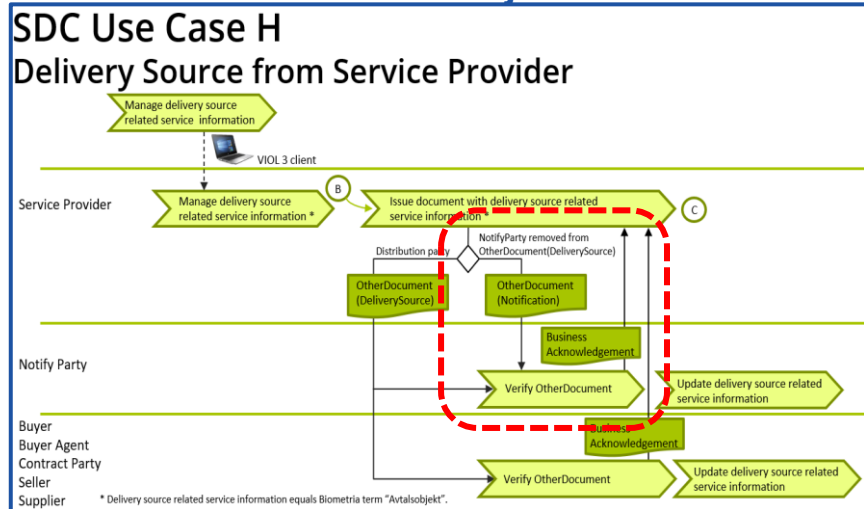 SDC Use Case H
Delivery Source from Service Provider
Manage delivery source
related service information
VIOL 3 client
Service Provider
Manage delivery source
related service information *
B
Issue document with delivery source related
service information *
C
Distribution party
NotifyParty removed from
OtherDocument(DeliverySource)
OtherDocument
(DeliverySource)
OtherDocument
(Notification)
Business
Acknowledgement
Notify Party
Verify OtherDocument
Update delivery source related
service information
Buyer
Buyer Agent
Contract Party
Seller
Supplier
Business
Acknowledgement
Verify OtherDocument
Update delivery source related
service information
* Delivery source related service information equals Biometria term “Avtalsobjekt”.